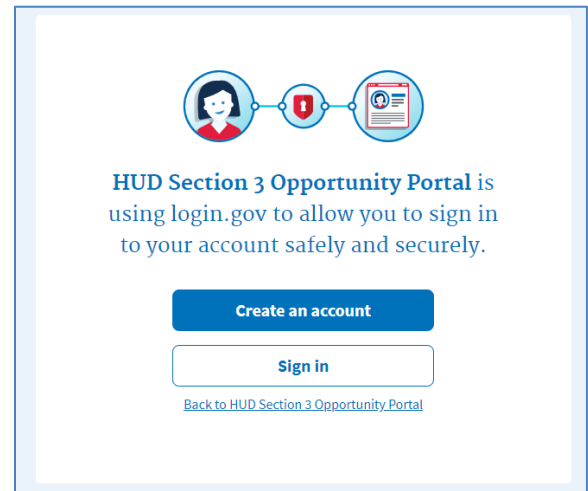 HUD Section 3 Opportunity Portal is
using login.gov to allow you to sign in
to your account safely and securely.
Create an account
Sign in
Back to HUD Section 3 Opportunity Portal